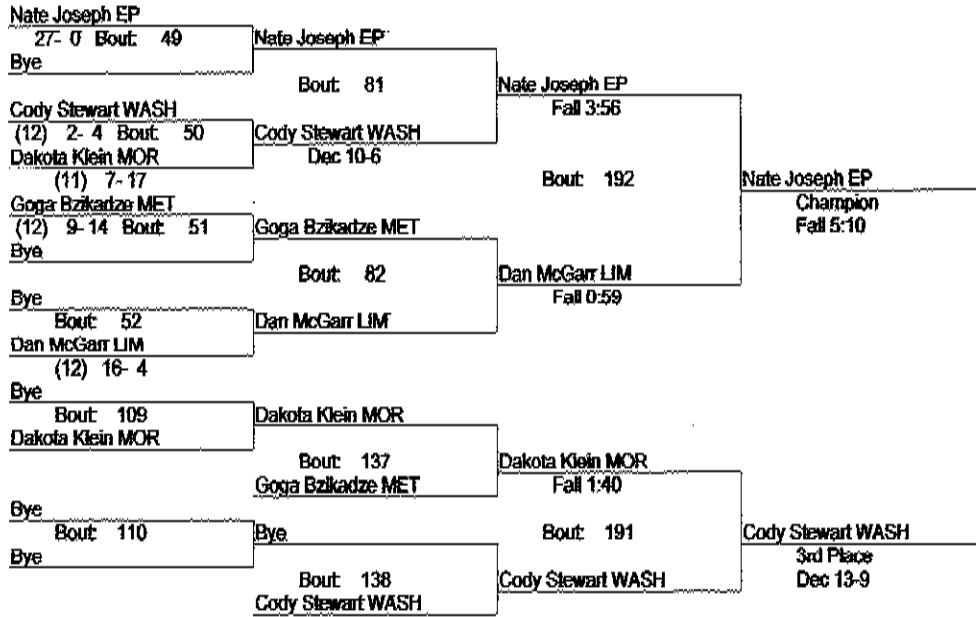 Nate Joseph EP
27- 0 Bout: 49
Bye
Nate Joseph EP
Bout: 81
Cody Stewart WASH
(12) 2- 4 Bout: 50
Dakota Klein MOR
(11) 7- 17
Cody Stewart WASH
Dec 10-6
Nate Joseph EP
Fall 3:56
Bout: 192
Goga Bzikadze MET
(12) 9- 14 Bout: 51
Bye
Goga Bzikadze MET
Bout: 82
Bye
Bout: 52
Dan McGarr LIM
(12) 16- 4
Dan McGarr LIM
Dan McGarr LIM
Fall 0:59
Nate Joseph EP
Champion
Fall 5:10
Bye
Bout: 109
Dakota Klein MOR
Dakota Klein MOR
Bout: 137
Goga Bzikadze MET
Dakota Klein MOR
Fall 1:40
Bout: 191
Bye
Bout: 110
Bye
Bye
Bout: 138
Cody Stewart WASH
Cody Stewart WASH
Cody Stewart WASH
3rd Place
Dec 13-9